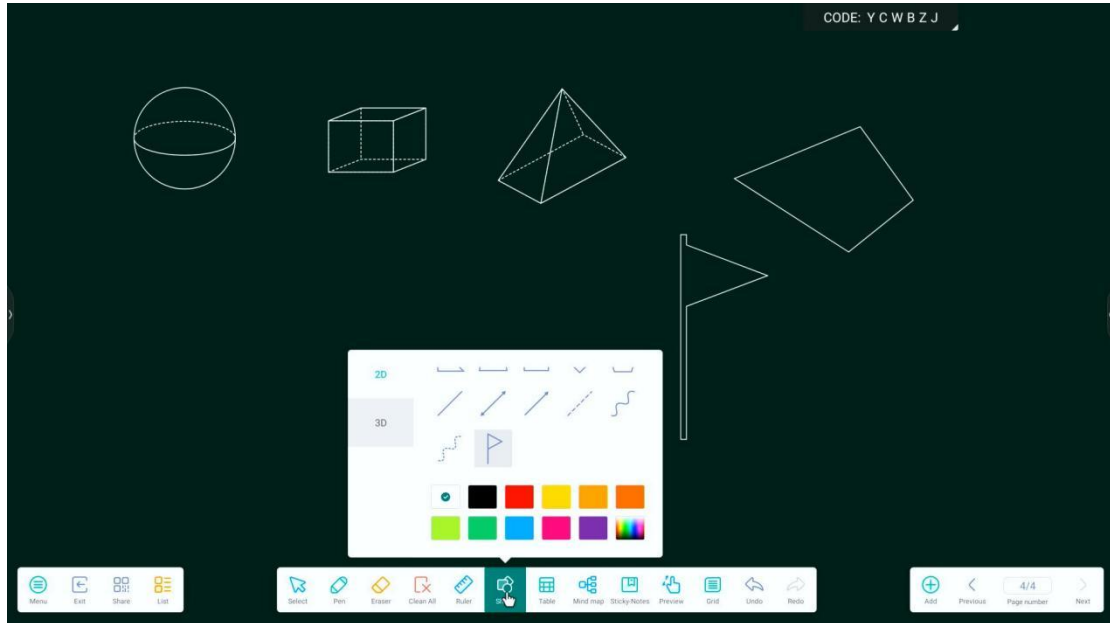 CODE: Y C W B Z J
2D
3D
Menu Exit Share List Select Pen Eraser Clean All Ruler Table Mind map Sticky Notes Preview Grid Undo Redo Add Previous 4/4 Page number Next